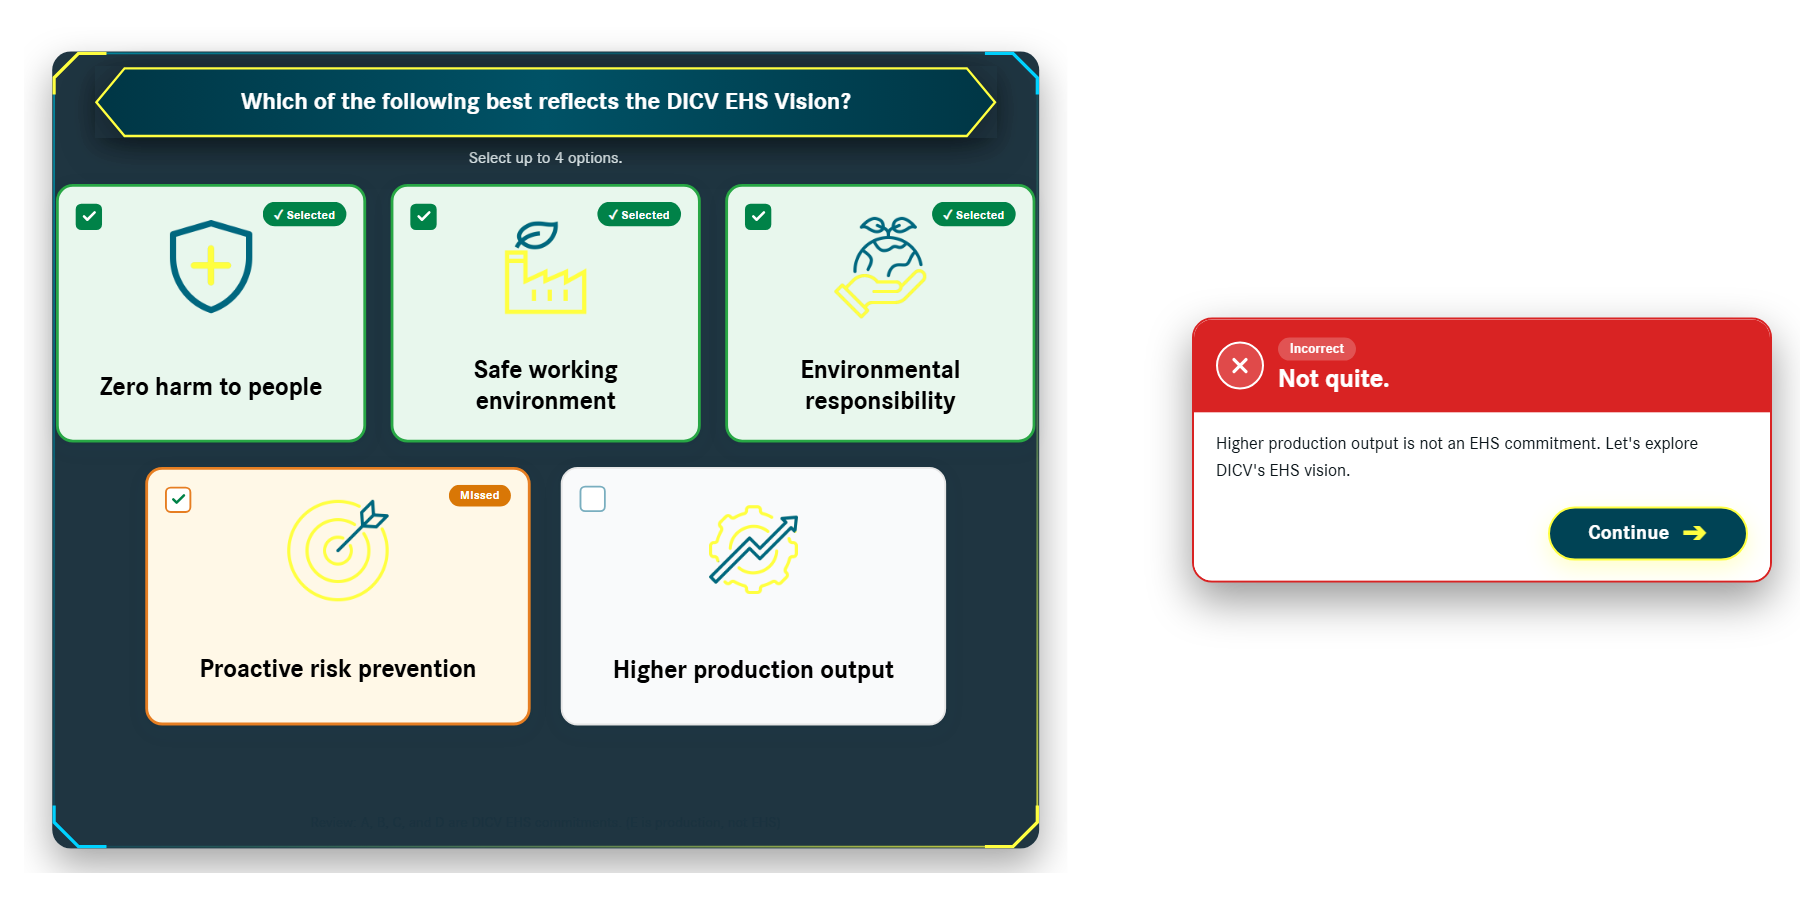 Which of the following best reflects the DICV EHS Vision?
Select up to 4 options.
✓ Selected
Zero harm to people
✓ Selected
Safe working
environment
✓ Selected
Environmental
responsibility
Missed
Proactive risk prevention
Higher production output
Incorrect
Not quite.
Higher production output is not an EHS commitment. Let's explore
DICV's EHS vision.
Continue